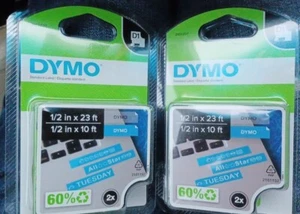 D1
DYMO
1/2 in x 23 ft
1/2 in x 10 ft
DYMO
TUESDAY
60%
2x
DYMO
1/2 in x 23 ft
1/2 in x 10 ft
DYMO
TUESDAY
60%
2x